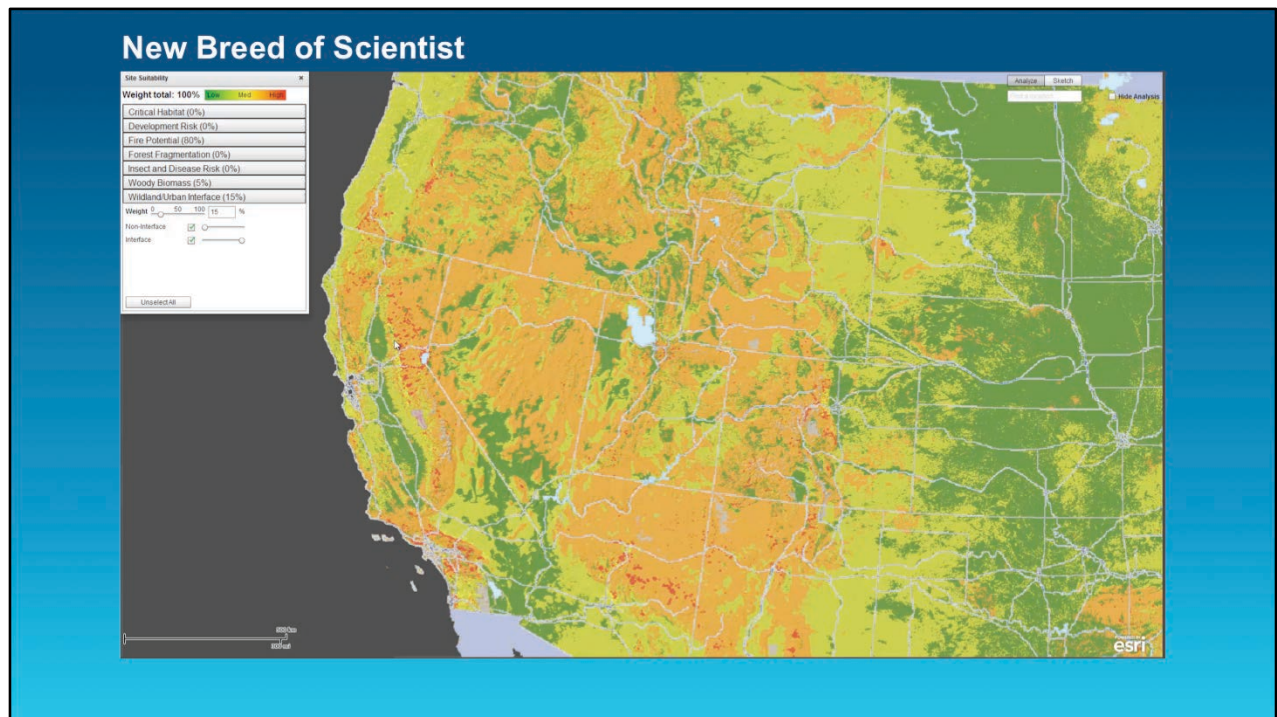 New Breed of Scientist
Site Suitability
Weight total: 100% Low Med High
Critical Habitat (0%)
Development Risk (0%)
Fire Potential (80%)
Forest Fragmentation (0%)
Insect and Disease Risk (0%)
Woody Biomass (5%)
Wildland/Urban Interface (15%)
Weight 0 50 100 15 %
Non-Interface
Interface
Unselect All
Analyze Sketch
Hide Analysis
esri